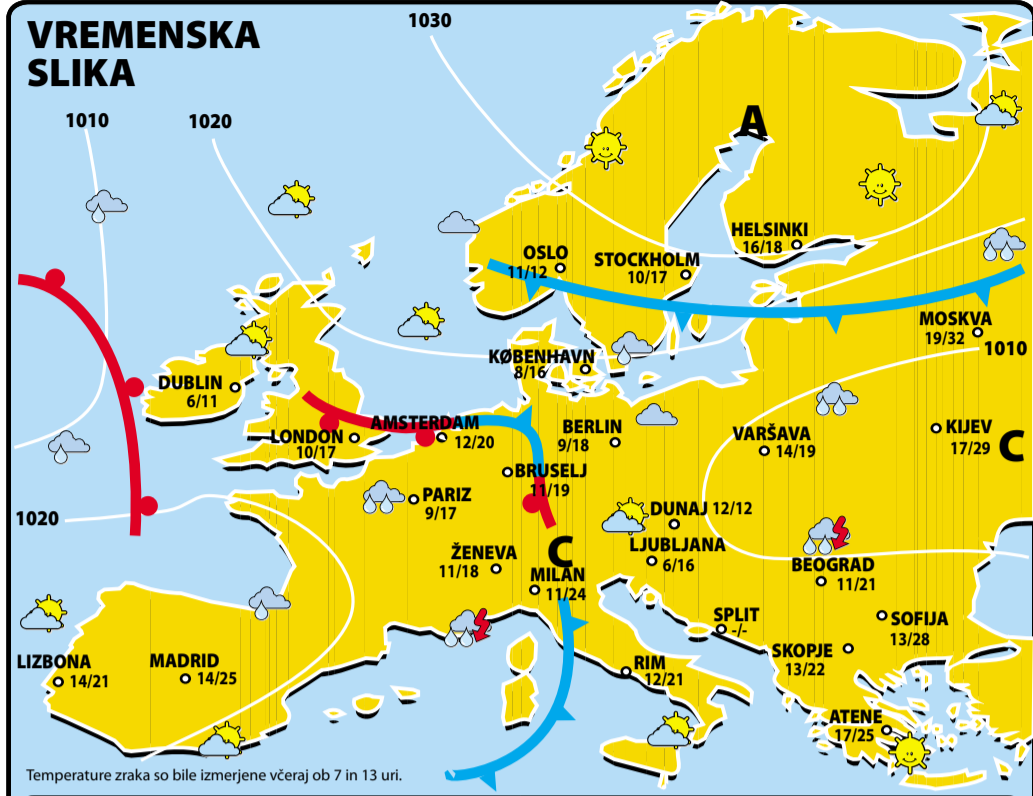 VREMENSKA
SLIKA
1030
1010
1020
A
HELSINKI
16/18
OSLO
11/12
STOCKHOLM
10/17
MOSKVA
19/32
1010
KØBENHAVN
8/16
DUBLIN
6/11
AMSTERDAM
12/20
LONDON
10/17
BERLIN
9/18
VARŠAVA
14/19
KIJEV
17/29
C
BRUSELJ
11/19
PARIZ
9/17
1020
DUNAJ 12/12
LJUBLJANA
6/16
ŽENEVA
11/18
C
MILAN
11/24
BEOGRAD
11/21
SPLIT
-/-
SOFIJA
13/28
SKOPJE
13/22
LIZBONA
14/21
MADRID
14/25
RIM
12/21
ATENE
17/25
Temperature zraka so bile izmerjene včeraj ob 7 in 13 uri.